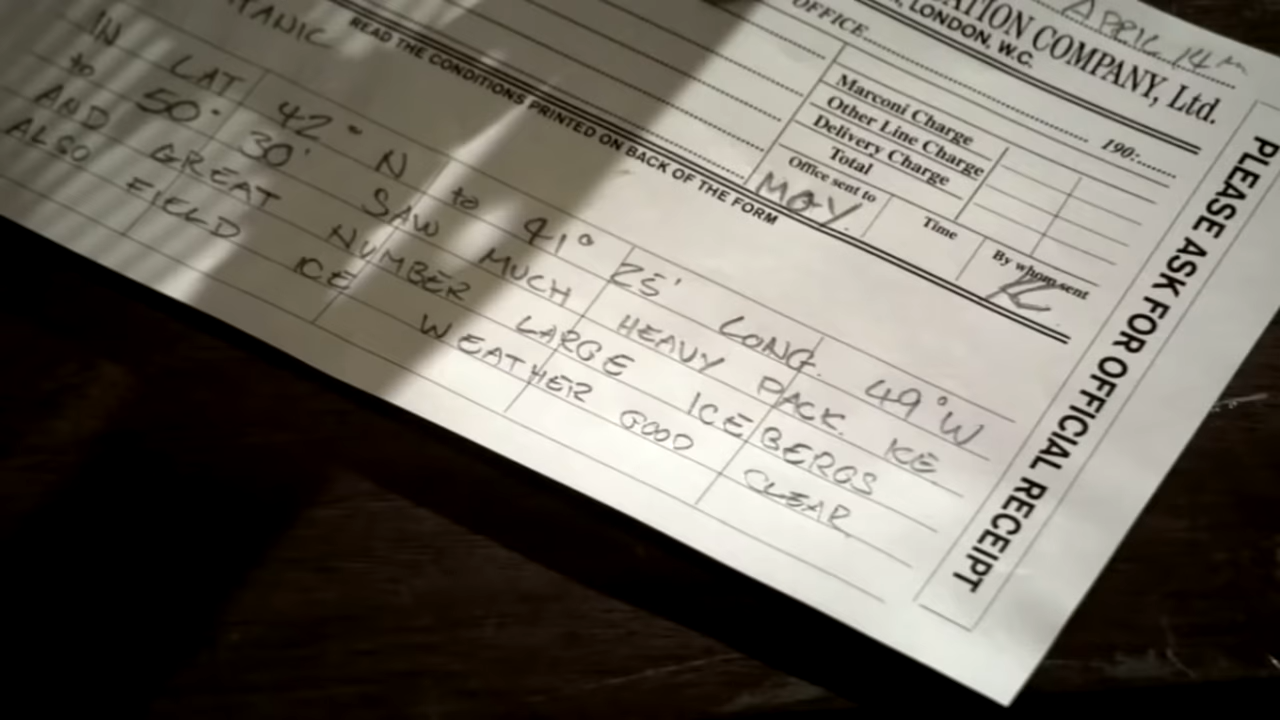 APRIL 14th
ATION COMPANY, Ltd.
LONDON, W.C.
OFFICE
190:
Marconi Charge
Other Line Charge
Delivery Charge
Total
Office sent to
Time
By whom sent
MGY.
READ THE CONDITIONS PRINTED ON BACK OF THE FORM
TANIC
IN LAT 42° N to 41° 25' LONG. 49° W
to 50° 30' SAW MUCH HEAVY PACK. ICE
AND GREAT NUMBER LARGE ICEBERGS
ALSO FIELD ICE WEATHER GOOD CLEAR
PLEASE ASK FOR OFFICIAL RECEIPT